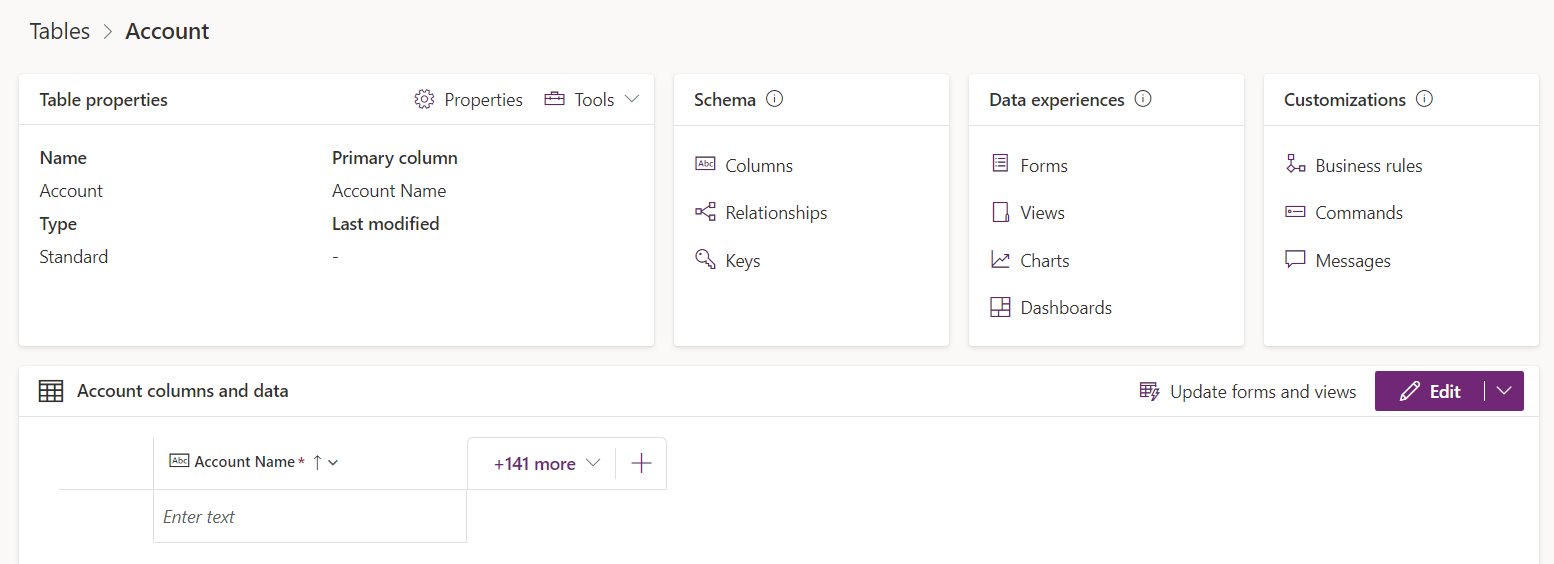 Tables > Account
Table properties
Properties
Tools
Name
Primary column
Account
Account Name
Type
Last modified
Standard
-
Schema
Columns
Relationships
Keys
Data experiences
Forms
Views
Charts
Dashboards
Customizations
Business rules
Commands
Messages
Account columns and data
Update forms and views
Edit
Abc Account Name * ↑
+141 more
+
Enter text